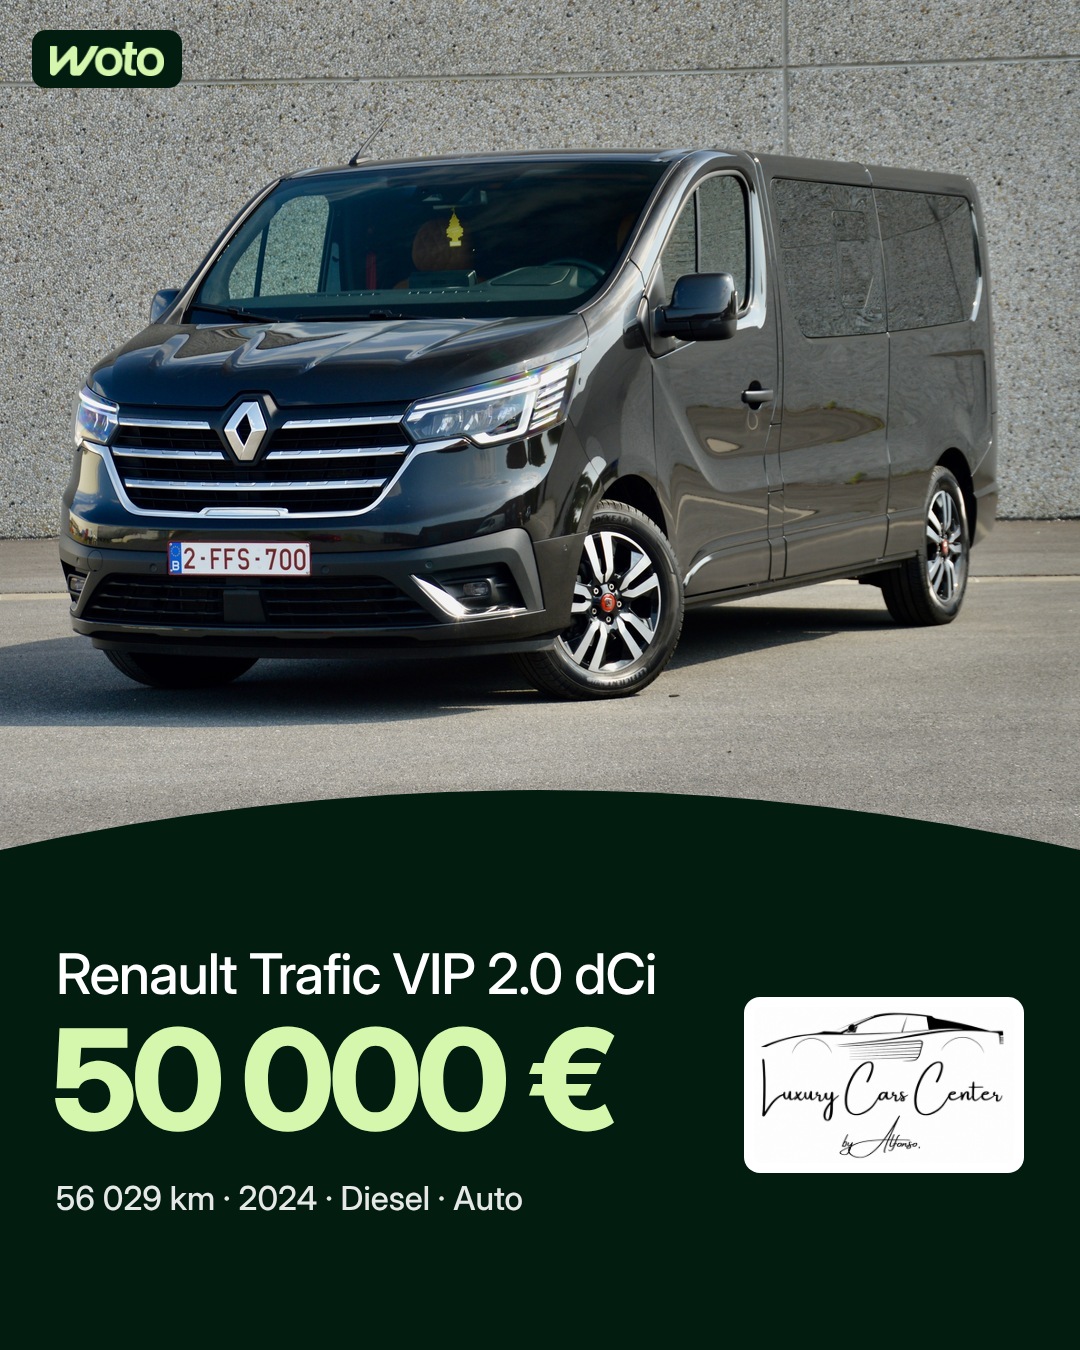 woto
2-FFS-700
B
Renault Trafic VIP 2.0 dCi
50 000 €
Luxury Cars Center
by Alfonso.
56 029 km · 2024 · Diesel · Auto